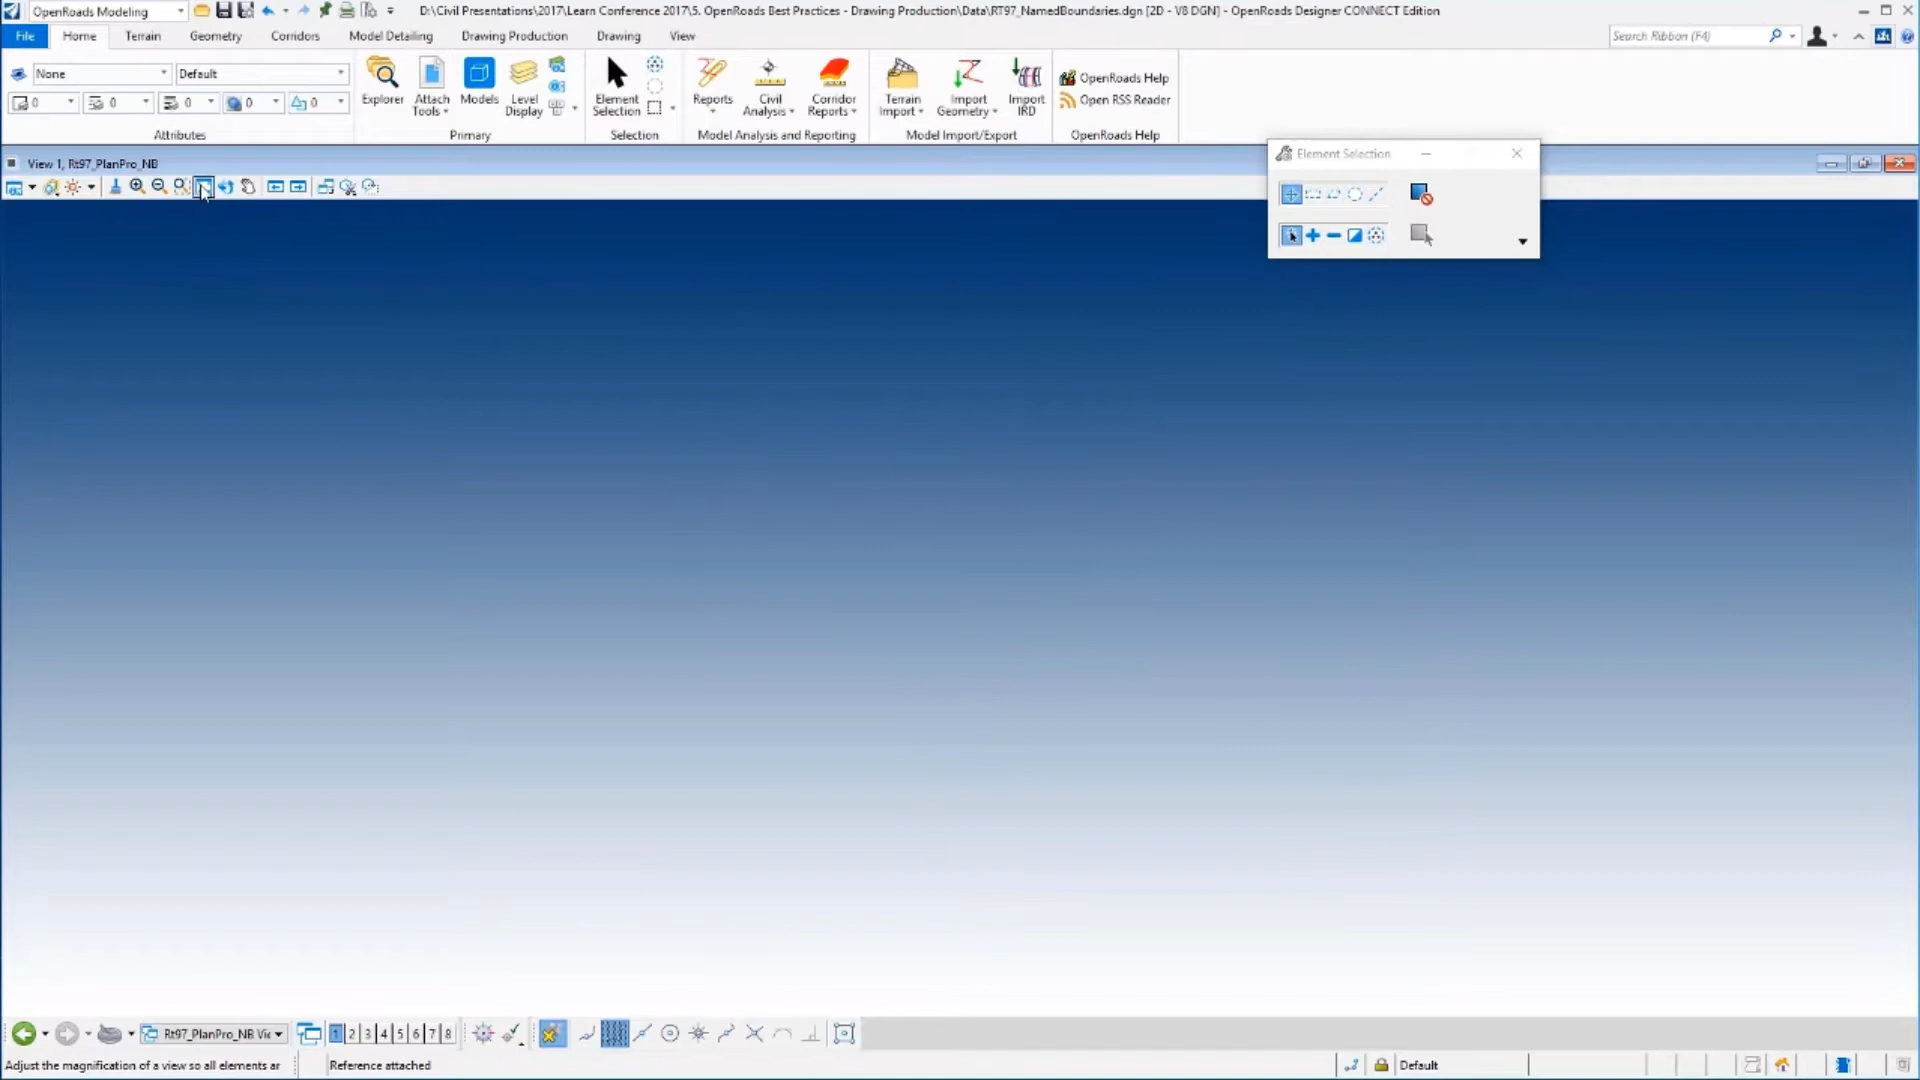 OpenRoads Modeling
D:\Civil Presentations\2017\Learn Conference 2017\5. OpenRoads Best Practices - Drawing Production\Data\RT97_NamedBoundaries.dgn [2D - V8 DGN] - OpenRoads Designer CONNECT Edition
File Home Terrain Geometry Corridors Model Detailing Drawing Production Drawing View
Search Ribbon (F4)
None Default
0 0 0 0 0
Attributes
Explorer Attach Tools Models Level Display
Primary
Element Selection
Selection
Reports Civil Analysis Corridor Reports
Model Analysis and Reporting
Terrain Import Import Geometry Import IRD
Model Import/Export
OpenRoads Help
Open RSS Reader
OpenRoads Help
View 1, Rt97_PlanPro_NB
Element Selection
Rt97_PlanPro_NB Vie 1 2 3 4 5 6 7 8
Adjust the magnification of a view so all elements ar
Reference attached
Default